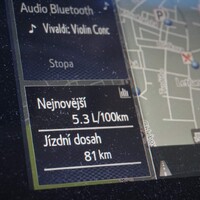 Audio Bluetooth
Vivaldi: Violin Conc
Stopa
Nejnovější
5.3 L/100km
Jízdní dosah
81 km
P